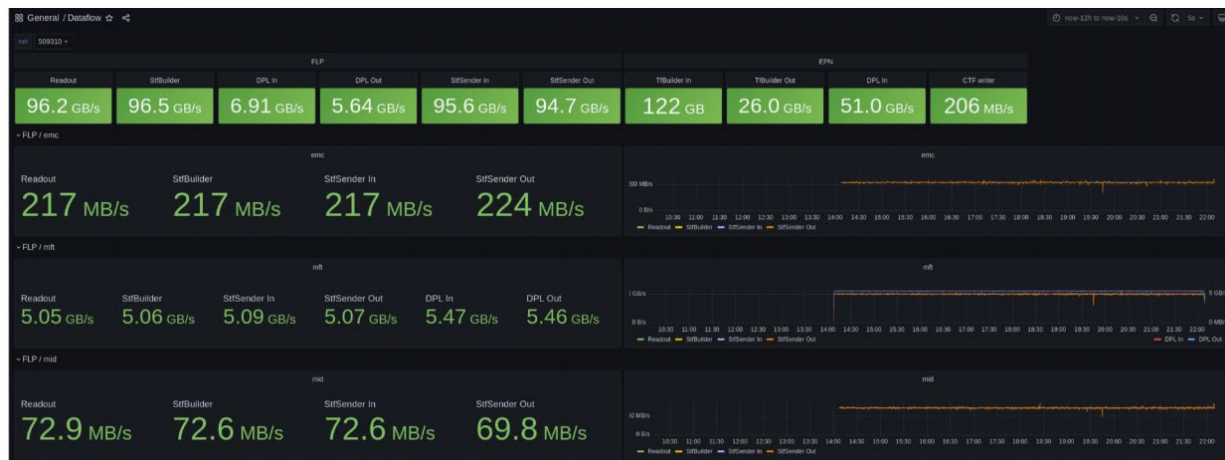 General / Dataflow
now-12h to now-10s 5s
run 509310
FLP EPN
Readout StfBuilder DPL In DPL Out StfSender In StfSender Out TfBuilder In TfBuilder Out DPL In CTF writer
96.2 GB/s 96.5 GB/s 6.91 GB/s 5.64 GB/s 95.6 GB/s 94.7 GB/s 122 GB 26.0 GB/s 51.0 GB/s 206 MB/s
FLP / emc
emc
Readout StfBuilder StfSender In StfSender Out
217 MB/s 217 MB/s 217 MB/s 224 MB/s
emc
0 B/s
10:30 11:00 11:30 12:00 12:30 13:00 13:30 14:00 14:30 15:00 15:30 16:00 16:30 17:00 17:30 18:00 18:30 19:00 19:30 20:00 20:30 21:00 21:30 22:00
Readout StfBuilder StfSender In StfSender Out
FLP / mft
mft
Readout StfBuilder StfSender In StfSender Out DPL In DPL Out
5.05 GB/s 5.06 GB/s 5.09 GB/s 5.07 GB/s 5.47 GB/s 5.46 GB/s
mft
0 B/s
10:30 11:00 11:30 12:00 12:30 13:00 13:30 14:00 14:30 15:00 15:30 16:00 16:30 17:00 17:30 18:00 18:30 19:00 19:30 20:00 20:30 21:00 21:30 22:00
Readout StfBuilder StfSender In StfSender Out DPL In DPL Out
FLP / mid
mid
Readout StfBuilder StfSender In StfSender Out
72.9 MB/s 72.6 MB/s 72.6 MB/s 69.8 MB/s
mid
0 B/s
10:30 11:00 11:30 12:00 12:30 13:00 13:30 14:00 14:30 15:00 15:30 16:00 16:30 17:00 17:30 18:00 18:30 19:00 19:30 20:00 20:30 21:00 21:30 22:00
Readout StfBuilder StfSender In StfSender Out